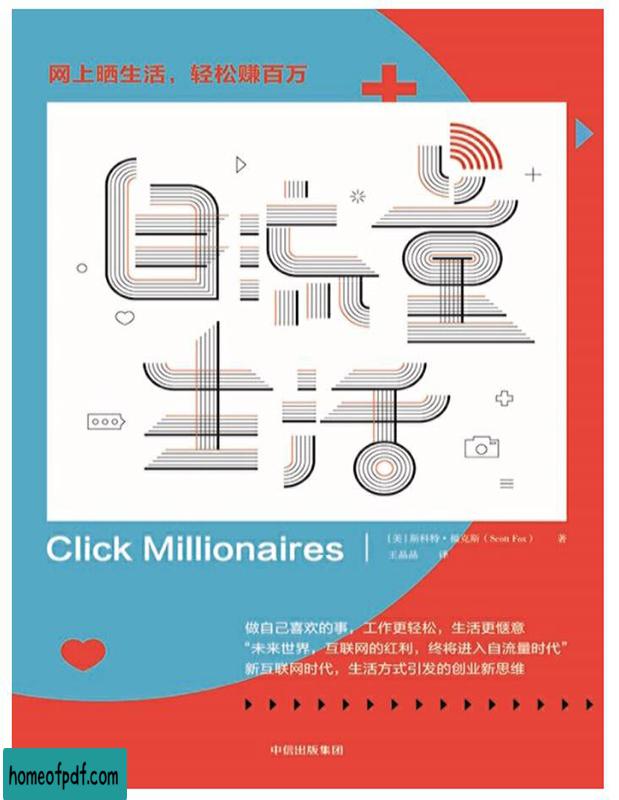 网上晒生活，轻松赚百万
自流量
生活
Click Millionaires
[美]斯科特·福克斯（Scott Fox） 著
王晶晶 译
做自己喜欢的事，工作更轻松，生活更惬意
“未来世界，互联网的红利，终将进入自流量时代”
新互联网时代，生活方式引发的创业新思维
中信出版集团
homeofpdf.com